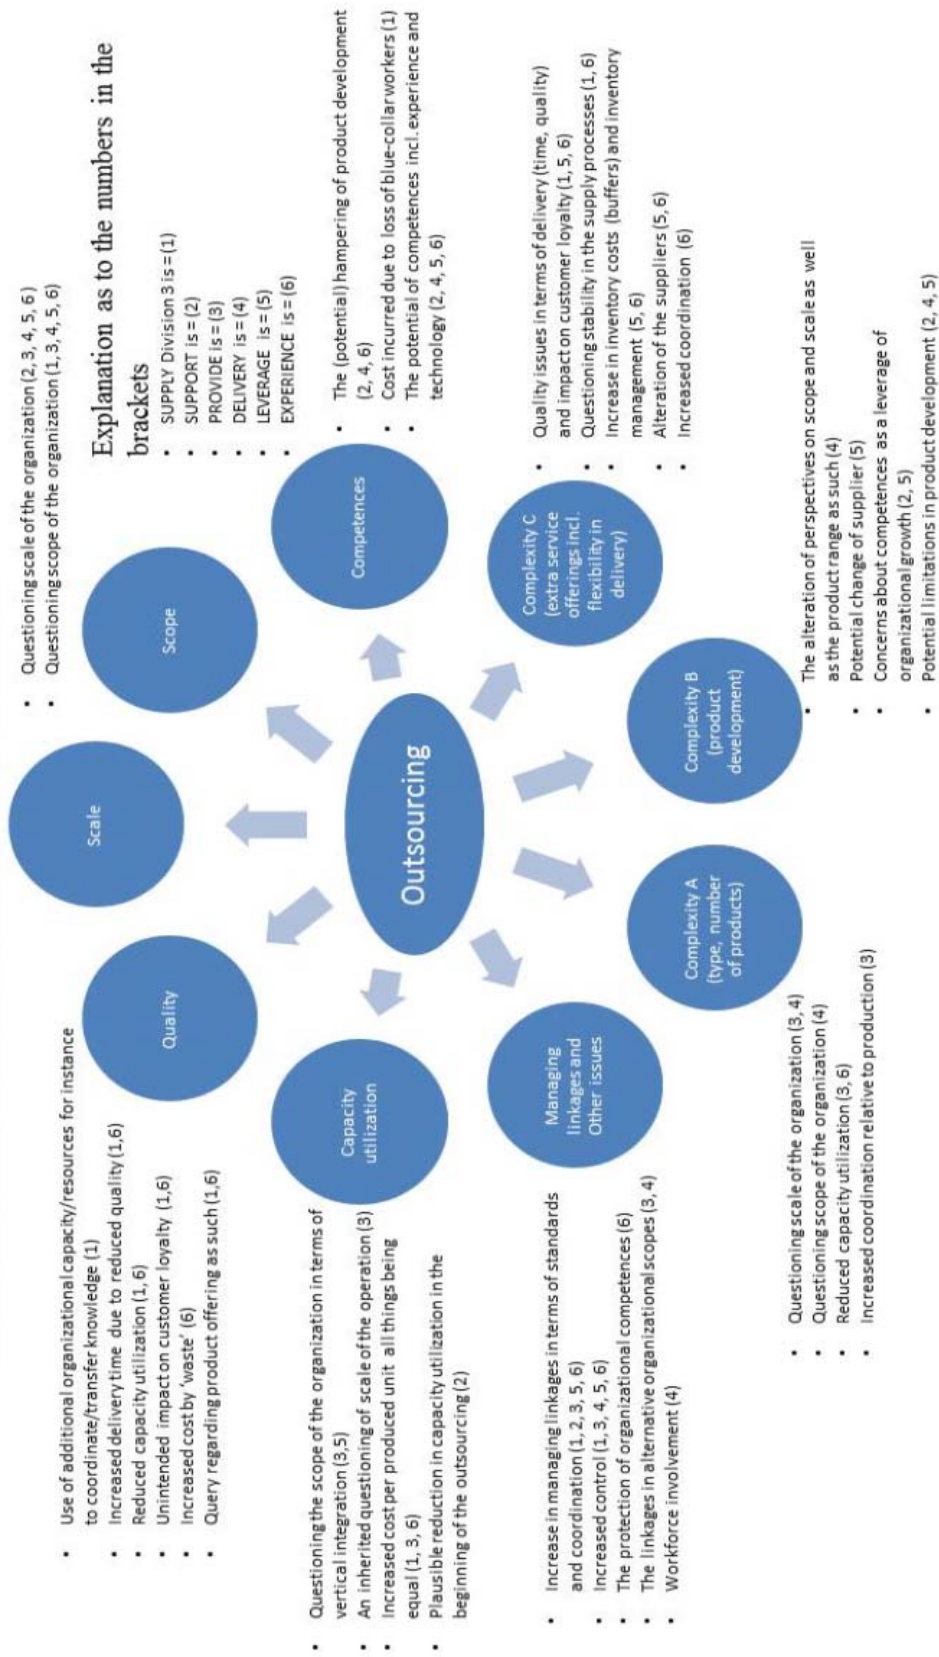 • Questioning scale of the organization (2, 3, 4, 5, 6)
• Questioning scope of the organization (1, 3, 4, 5, 6)
Explanation as to the numbers in the
brackets
• SUPPLY Division 3 is = (1)
• SUPPORT is = (2)
• PROVIDE is = (3)
• DELIVERY is = (4)
• LEVERAGE is = (5)
• EXPERIENCE is = (6)
Scale
Scope
Quality
• Use of additional organizational capacity/resources for instance
to coordinate/transfer knowledge (1)
• Increased delivery time due to reduced quality (1,6)
• Reduced capacity utilization (1, 6)
• Unintended impact on customer loyalty (1,6)
• Increased cost by 'waste' (6)
• Query regarding product offering as such (1,6)
Competences
• The (potential) hampering of product development
(2, 4, 6)
• Cost incurred due to loss of blue-collar workers (1)
• The potential of competences incl. experience and
technology (2, 4, 5, 6)
Outsourcing
Capacity
utilization
• Questioning the scope of the organization in terms of
vertical integration (3,5)
• An inherited questioning of scale of the operation (3)
• Increased cost per produced unit all things being
equal (1, 3, 6)
• Plausible reduction in capacity utilization in the
beginning of the outsourcing (2)
Complexity C
(extra service
offerings incl.
flexibility in
delivery)
• Quality issues in terms of delivery (time, quality)
and impact on customer loyalty (1, 5, 6)
• Questioning stability in the supply processes (1, 6)
• Increase in inventory costs (buffers) and inventory
management (5, 6)
• Alteration of the suppliers (5, 6)
• Increased coordination (6)
Managing
linkages and
Other issues
• Increase in managing linkages in terms of standards
and coordination (1, 2, 3, 5, 6)
• Increased control (1, 3, 4, 5, 6)
• The protection of organizational competences (6)
• The linkages in alternative organizational scopes (3, 4)
• Workforce involvement (4)
Complexity A
(type, number
of products)
• Questioning scale of the organization (3, 4)
• Questioning scope of the organization (4)
• Reduced capacity utilization (3, 6)
• Increased coordination relative to production (3)
Complexity B
(product
development)
• The alteration of perspectives on scope and scale as well
as the product range as such (4)
• Potential change of supplier (5)
• Concerns about competences as a leverage of
organizational growth (2, 5)
• Potential limitations in product development (2, 4, 5)